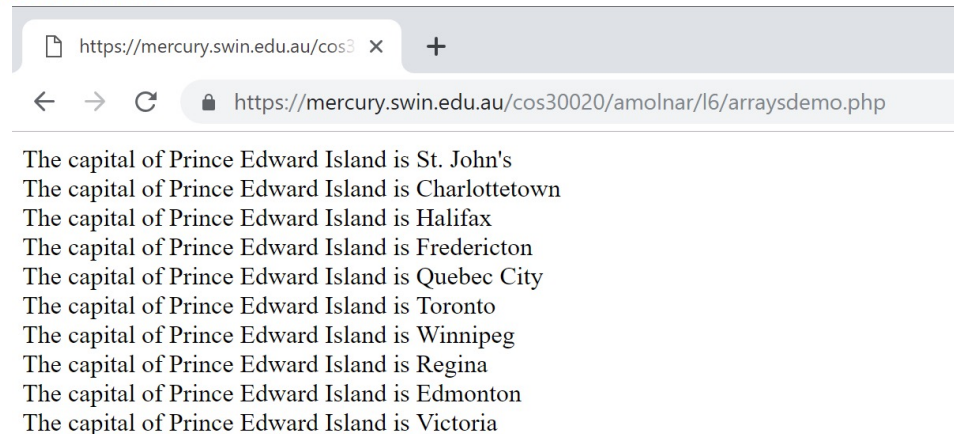 https://mercury.swin.edu.au/cos3
https://mercury.swin.edu.au/cos30020/amolnar/l6/arraysdemo.php
The capital of Prince Edward Island is St. John's
The capital of Prince Edward Island is Charlottetown
The capital of Prince Edward Island is Halifax
The capital of Prince Edward Island is Fredericton
The capital of Prince Edward Island is Quebec City
The capital of Prince Edward Island is Toronto
The capital of Prince Edward Island is Winnipeg
The capital of Prince Edward Island is Regina
The capital of Prince Edward Island is Edmonton
The capital of Prince Edward Island is Victoria